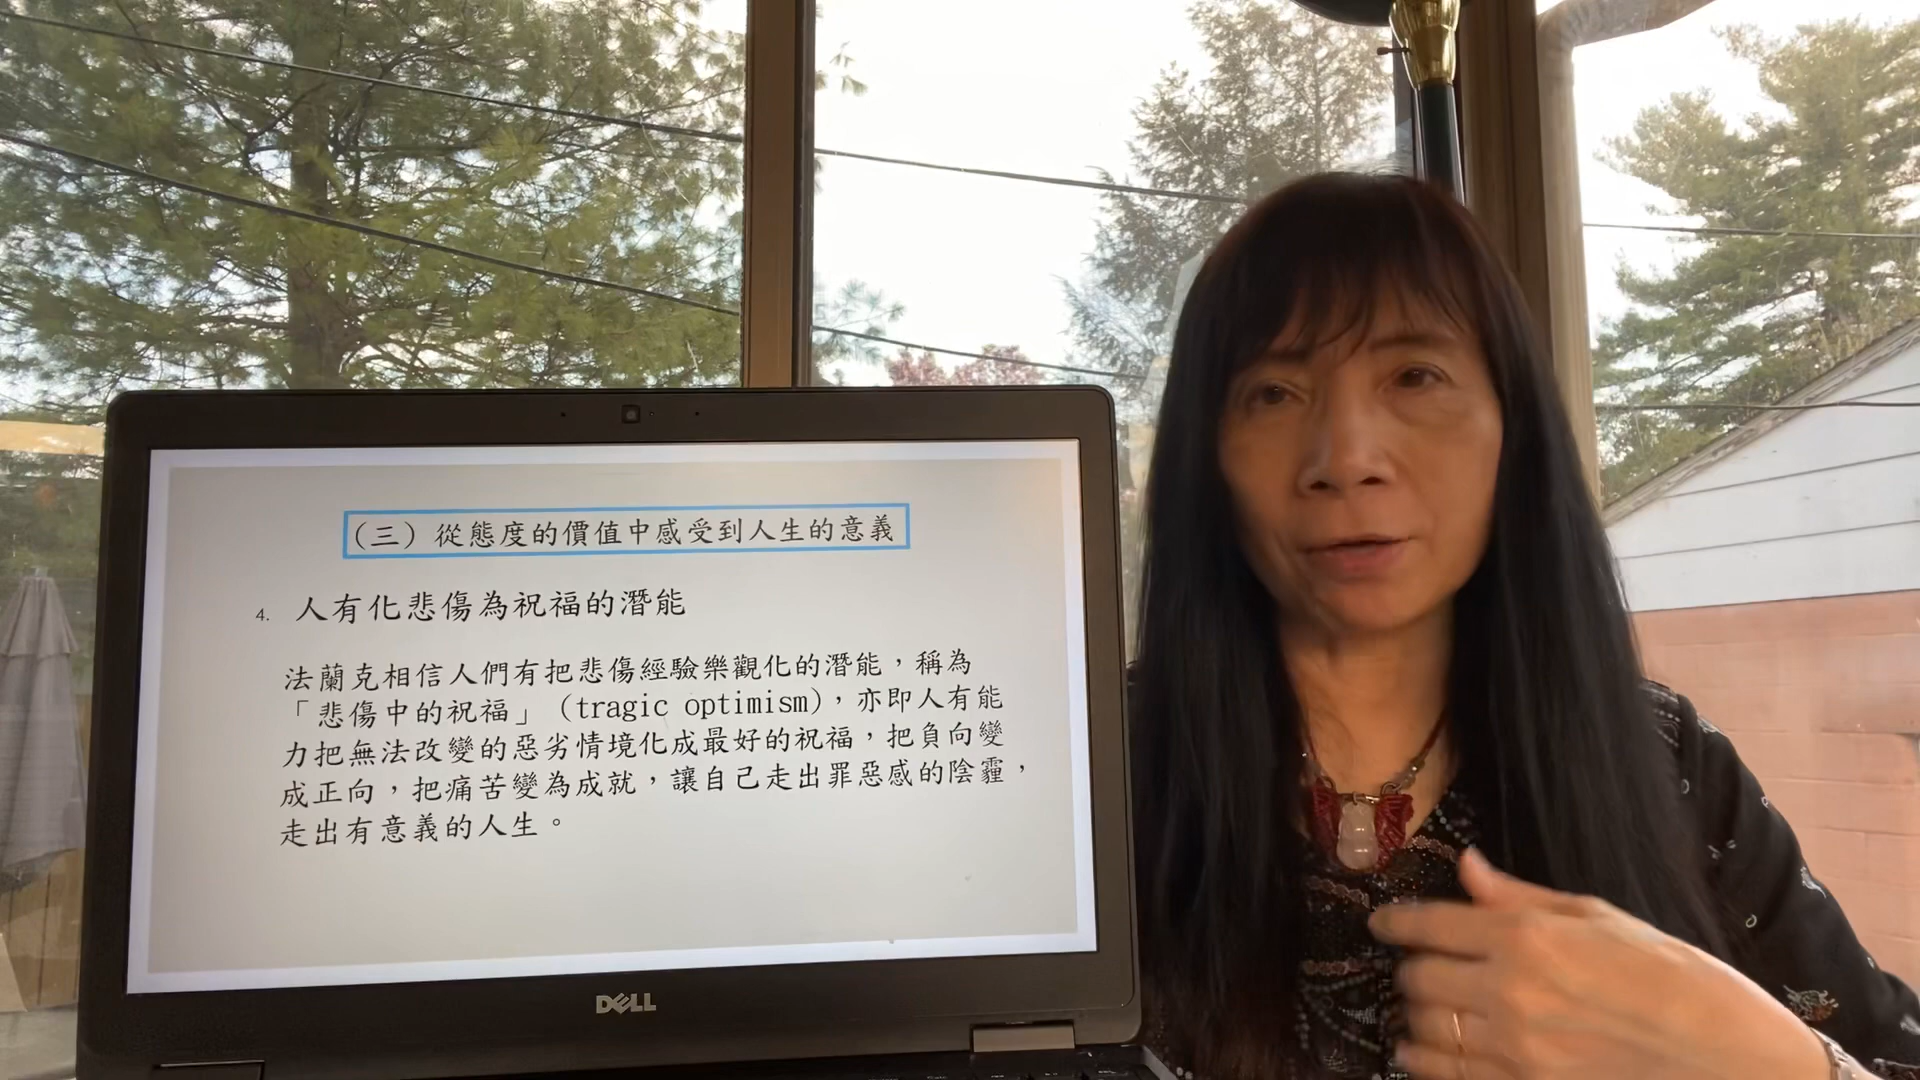 （三）從態度的價值中感受到人生的意義
4. 人有化悲傷為祝福的潛能
法蘭克相信人們有把悲傷經驗樂觀化的潛能，稱為
「悲傷中的祝福」（tragic optimism），亦即人有能
力把無法改變的惡劣情境化成最好的祝福，把負向變
成正向，把痛苦變為成就，讓自己走出罪惡感的陰霾，
走出有意義的人生。
DELL